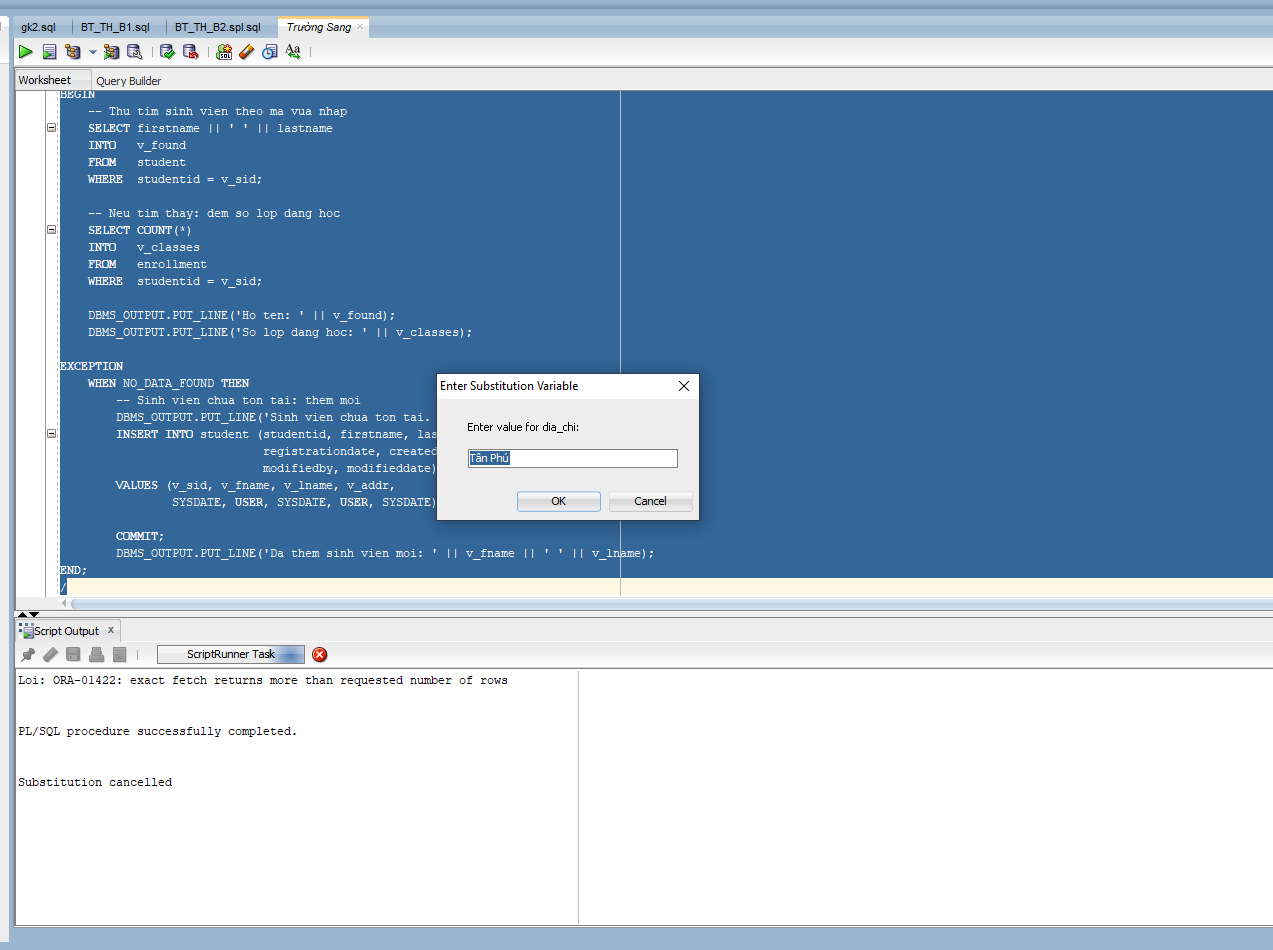 gk2.sql BT_TH_B1.sql BT_TH_B2.spl.sql Trường Sang
Worksheet Query Builder
BEGIN
-- Thu tim sinh vien theo ma vua nhap
SELECT firstname || ' ' || lastname
INTO v_found
FROM student
WHERE studentid = v_sid;
-- Neu tim thay: dem so lop dang hoc
SELECT COUNT(*)
INTO v_classes
FROM enrollment
WHERE studentid = v_sid;
DBMS_OUTPUT.PUT_LINE('Ho ten: ' || v_found);
DBMS_OUTPUT.PUT_LINE('So lop dang hoc: ' || v_classes);
EXCEPTION
WHEN NO_DATA_FOUND THEN
-- Sinh vien chua ton tai: them moi
DBMS_OUTPUT.PUT_LINE('Sinh vien chua ton tai.
INSERT INTO student (studentid, firstname, las
registrationdate, created
modifiedby, modifieddate)
VALUES (v_sid, v_fname, v_lname, v_addr,
SYSDATE, USER, SYSDATE, USER, SYSDATE)
COMMIT;
DBMS_OUTPUT.PUT_LINE('Da them sinh vien moi: ' || v_fname || ' ' || v_lname);
END;
/
Enter Substitution Variable
Enter value for dia_chi:
Tân Phú
OK Cancel
Script Output x
ScriptRunner Task
Loi: ORA-01422: exact fetch returns more than requested number of rows
PL/SQL procedure successfully completed.
Substitution cancelled